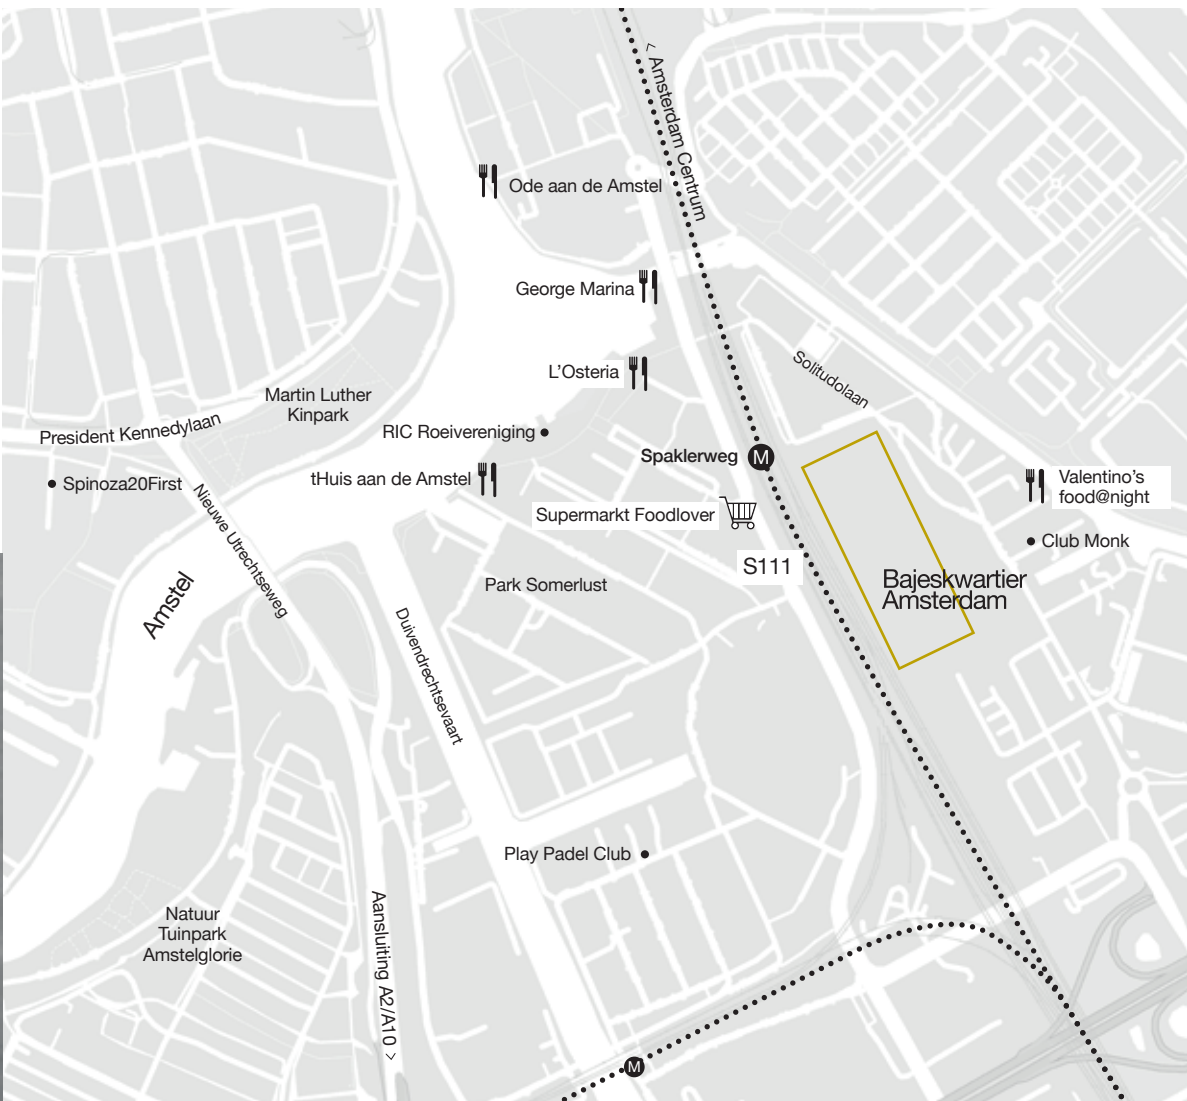 < Amsterdam Centrum
Ode aan de Amstel
George Marina
L'Osteria
Solitudolaan
Martin Luther
Kinpark
President Kennedylaan
RIC Roeivereniging
Spaklerweg M
tHuis aan de Amstel
Spinoza20First
Valentino's
food@night
Nieuwe Utrechtseweg
Supermarkt Foodlover
Club Monk
S111
Bajeskwartier
Amsterdam
Park Somerlust
Amstel
Duivendrechtsevaart
Play Padel Club
Natuur
Tuinpark
Amstelglorie
Aansluiting A2/A10 >
M